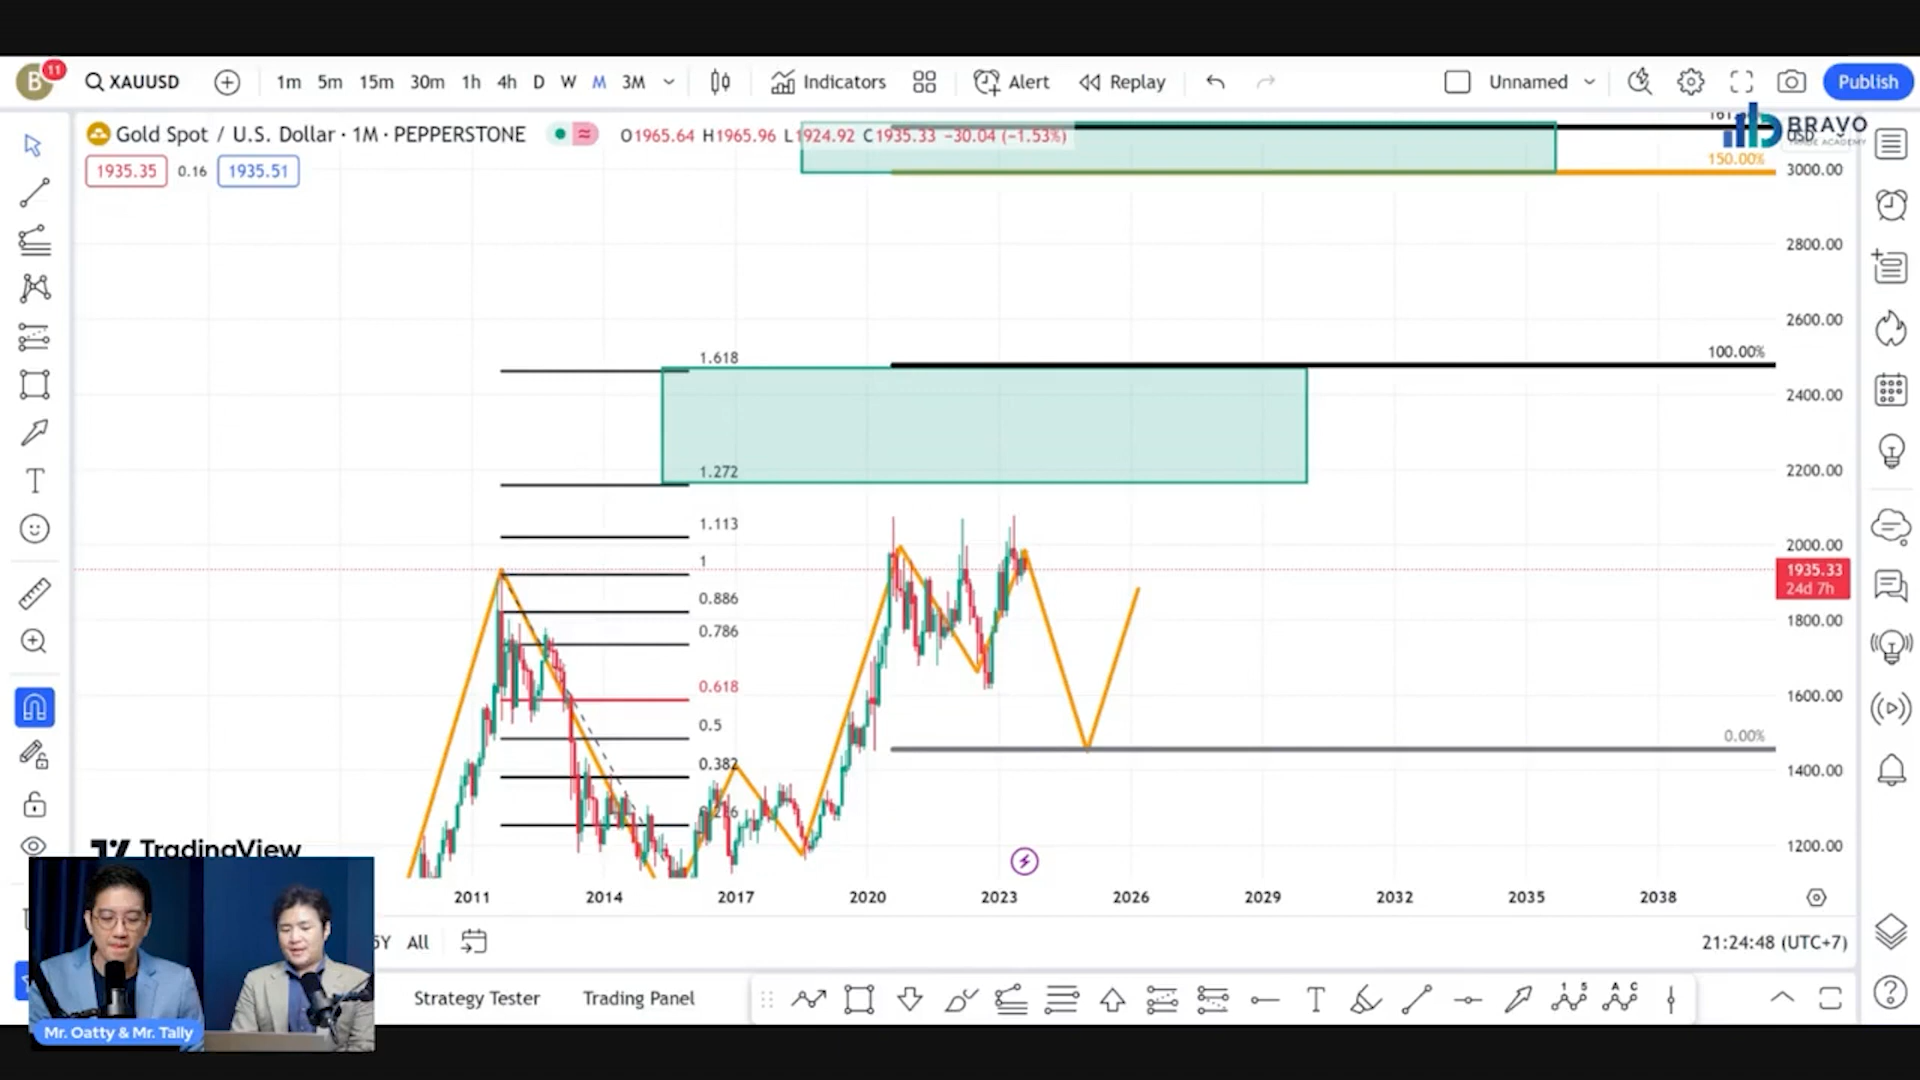 B 11 XAUUSD 1m 5m 15m 30m 1h 4h D W M 3M Indicators Alert Replay Unnamed Publish
Gold Spot / U.S. Dollar · 1M · PEPPERSTONE O1965.64 H1965.96 L1924.92 C1935.33 −30.04 (−1.53%)
1935.35 0.16 1935.51
BRAVO
TRADE ACADEMY
USD
150.00%
3000.00
2800.00
2600.00
1.618
100.00%
2400.00
1.272
2200.00
1.113
2000.00
1
1935.33
24d 7h
0.886
1800.00
0.786
0.618
1600.00
0.5
0.00%
0.382
1400.00
1200.00
TradingView
2011 2014 2017 2020 2023 2026 2029 2032 2035 2038
5Y All
21:24:48 (UTC+7)
Strategy Tester Trading Panel
Mr. Oatty & Mr. Tally